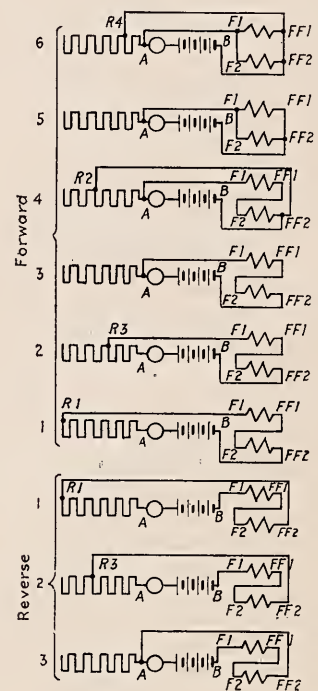 Forward
6 R4 A B F1 FF1 F2 FF2
5 A B F1 FF1 F2 FF2
4 R2 A B F1 FF1 F2 FF2
3 A B F1 FF1 F2 FF2
2 R3 A B F1 FF1 F2 FF2
1 R1 A B F1 FF1 F2 FF2
Reverse
1 R1 A B F1 FF1 F2 FF2
2 R3 A B F1 FF1 F2 FF2
3 A B F1 FF1 F2 FF2